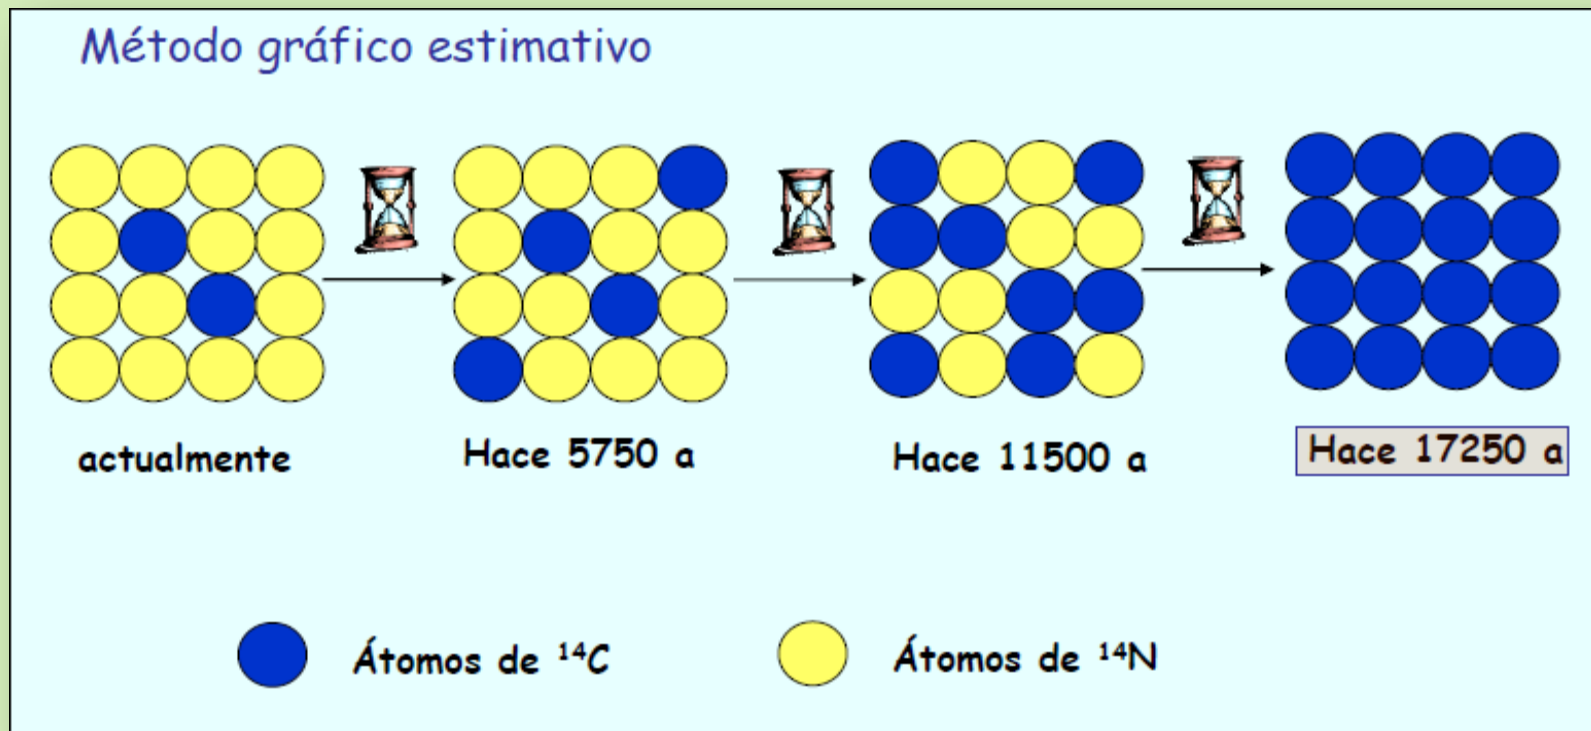 Método gráfico estimativo
actualmente
Hace 5750 a
Hace 11500 a
Hace 17250 a
Átomos de ¹⁴C
Átomos de ¹⁴N